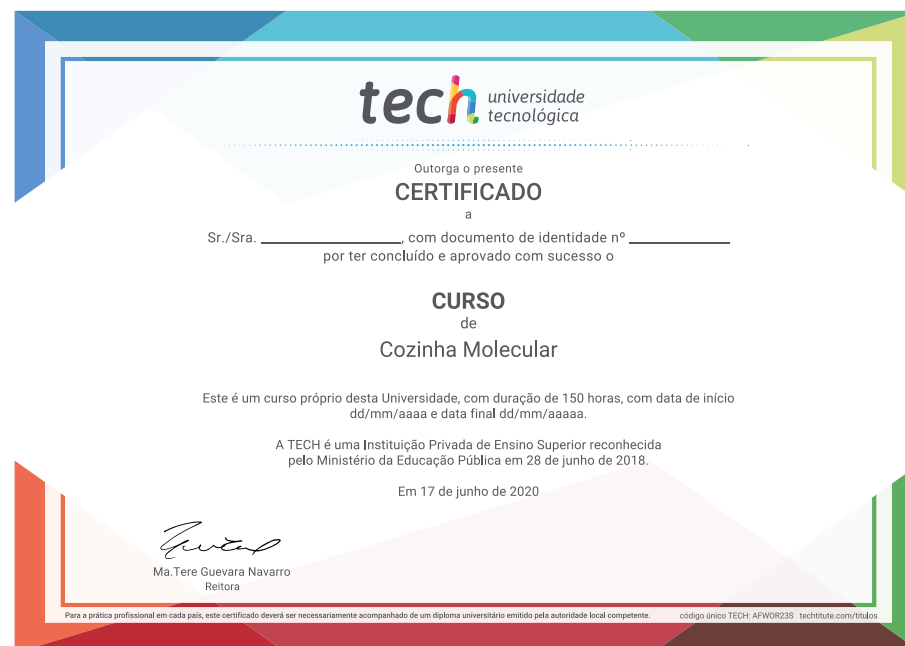 tech universidade
tecnológica
Outorga o presente
CERTIFICADO
a
Sr./Sra. ________________, com documento de identidade nº ____________
por ter concluído e aprovado com sucesso o
CURSO
de
Cozinha Molecular
Este é um curso próprio desta Universidade, com duração de 150 horas, com data de início
dd/mm/aaaa e data final dd/mm/aaaaa.
A TECH é uma Instituição Privada de Ensino Superior reconhecida
pelo Ministério da Educação Pública em 28 de junho de 2018.
Em 17 de junho de 2020
Ma.Tere Guevara Navarro
Reitora
Para a prática profissional em cada país, este certificado deverá ser necessariamente acompanhado de um diploma universitário emitido pela autoridade local competente. código único TECH: AFWOR23S techtitute.com/titulos